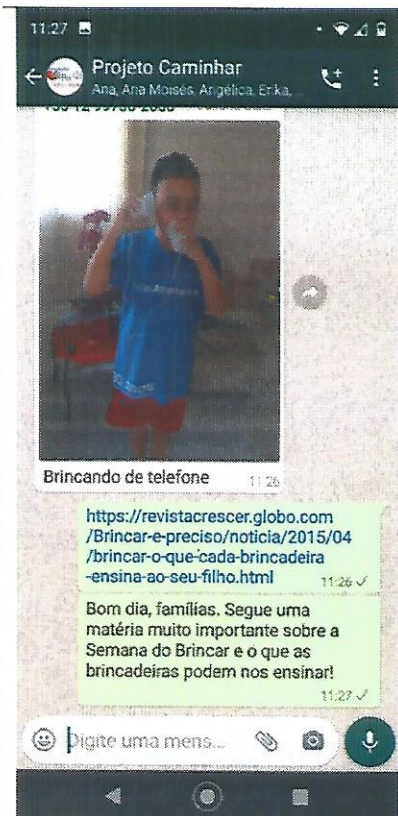 11:27
Projeto Caminhar
Ana, Ana Moisés, Angélica, Erika, ...
Brincando de telefone 11:26
https://revistacrescer.globo.com
/Brincar-e-preciso/noticia/2015/04
/brincar-o-que-cada-brincadeira
-ensina-ao-seu-filho.html 11:26
Bom dia, famílias. Segue uma
matéria muito importante sobre a
Semana do Brincar e o que as
brincadeiras podem nos ensinar!
11:27
Digite uma mens...